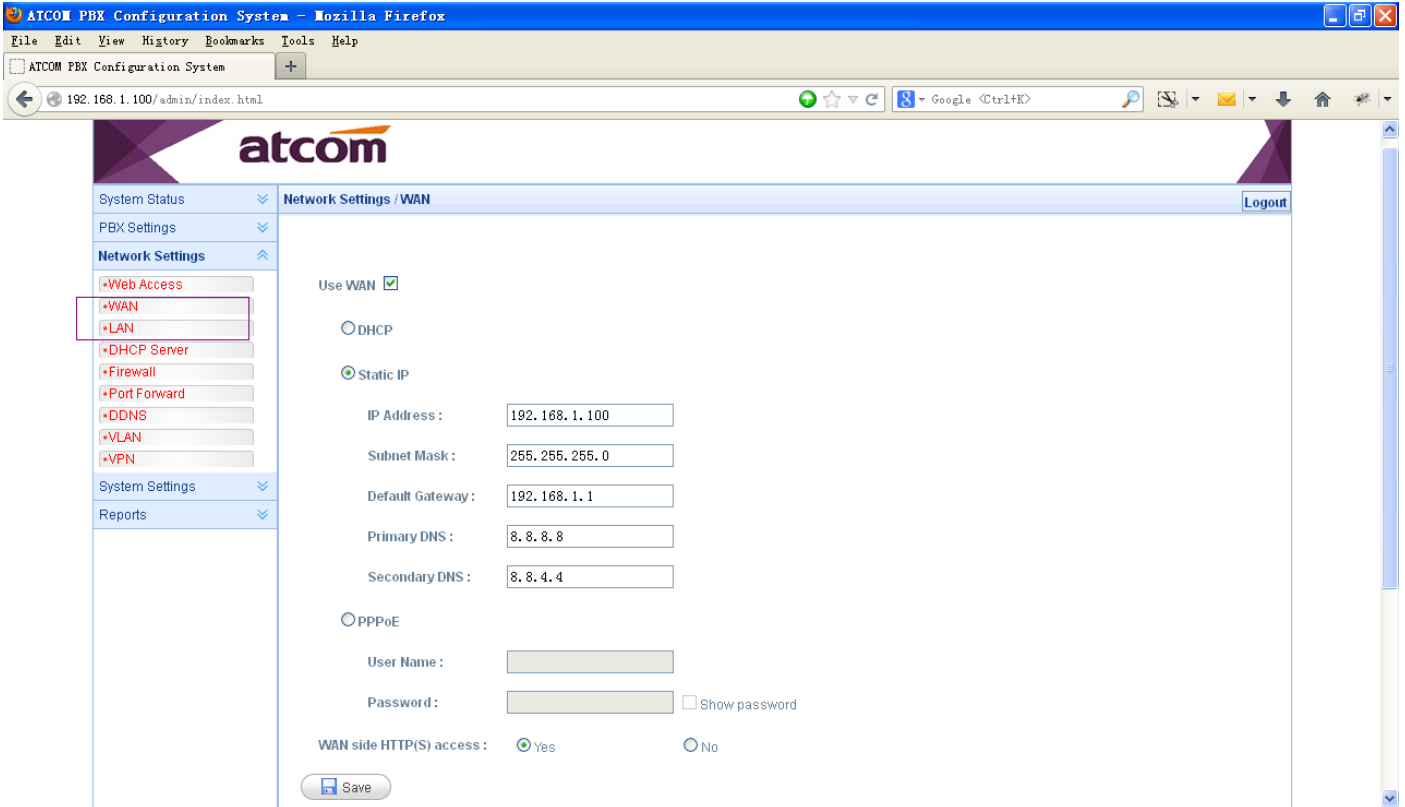 ATCOM PBX Configuration System - Mozilla Firefox
File Edit View History Bookmarks Tools Help
ATCOM PBX Configuration System +
192.168.1.100/admin/index.html 8 - Google <Ctrl+K>
atcom
System Status
Network Settings / WAN
Logout
PBX Settings
Network Settings
Web Access
WAN
LAN
DHCP Server
Firewall
Port Forward
DDNS
VLAN
VPN
System Settings
Reports
Use WAN
DHCP
Static IP
IP Address : 192.168.1.100
Subnet Mask : 255.255.255.0
Default Gateway : 192.168.1.1
Primary DNS : 8.8.8.8
Secondary DNS : 8.8.4.4
PPPoE
User Name :
Password : Show password
WAN side HTTP(S) access : Yes No
Save